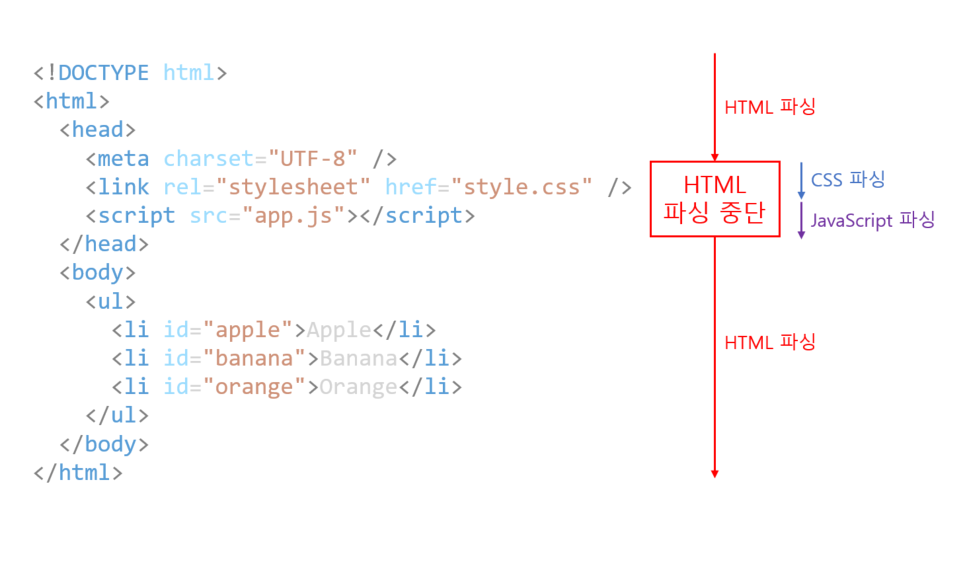 <!DOCTYPE html>
<html>
  <head>
    <meta charset="UTF-8" />
    <link rel="stylesheet" href="style.css" />
    <script src="app.js"></script>
  </head>
  <body>
    <ul>
      <li id="apple">Apple</li>
      <li id="banana">Banana</li>
      <li id="orange">Orange</li>
    </ul>
  </body>
</html>
HTML 파싱
HTML
파싱 중단
CSS 파싱
JavaScript 파싱
HTML 파싱